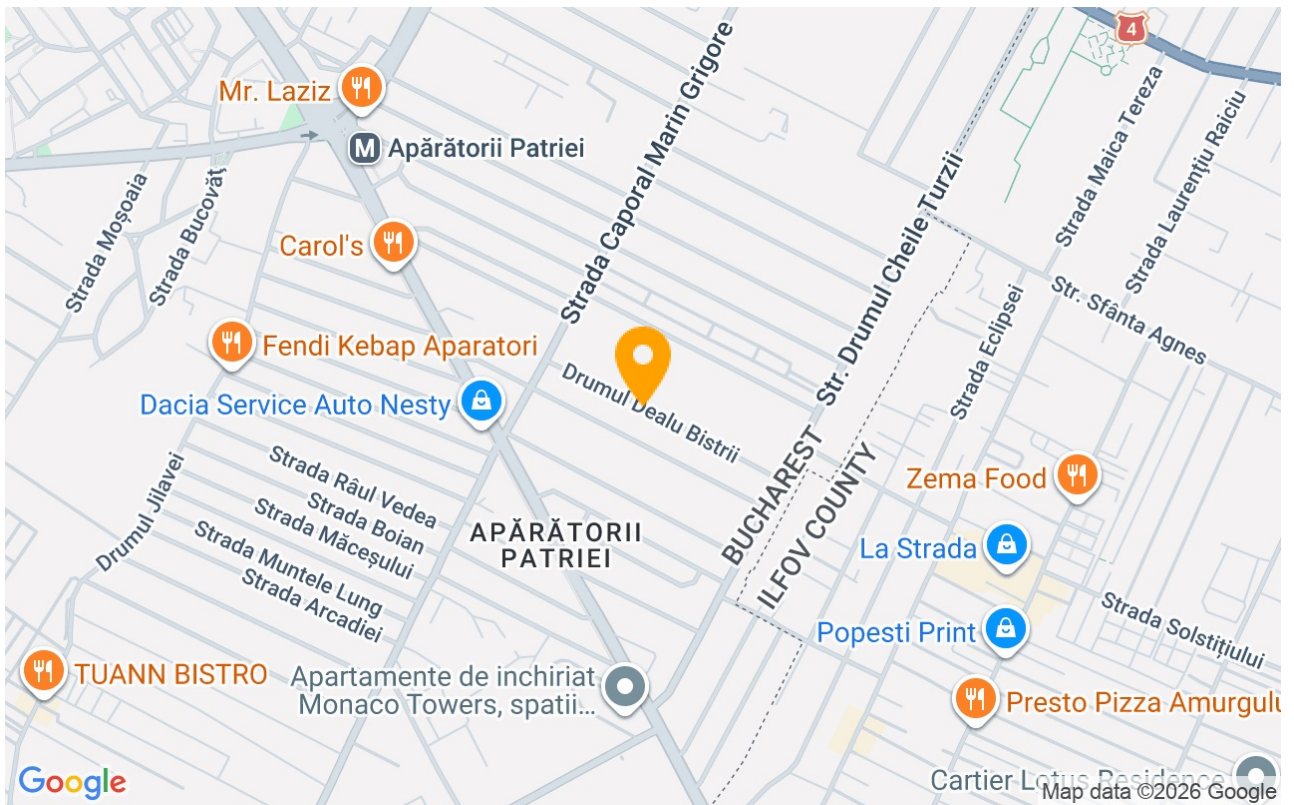 4
Mr. Laziz
M
Apărătorii Patriei
Strada Caporal Marin Grigore
Strada Maica Tereza
Strada Laurențiu Raiciu
Strada Moșoaia
Strada Bucovăț
Str. Drumul Cheile Turzii
Carol's
Str. Sfânta Agnes
Strada Eclipsei
Fendi Kebap Aparatori
Dacia Service Auto Nesty
Drumul Dealu Bistrii
Strada Râul Vedea
Strada Boian
Strada Măceșului
Strada Muntele Lung
Strada Arcadiei
Drumul Jilavei
APĂRĂTORII
PATRIEI
BUCHAREST
ILFOV COUNTY
Zema Food
La Strada
Popesti Print
Strada Solstițiului
TUANN BISTRO
Apartamente de inchiriat
Monaco Towers, spatii...
Presto Pizza Amurgulu
Cartier Lotus Residence
Google
Map data ©2026 Google